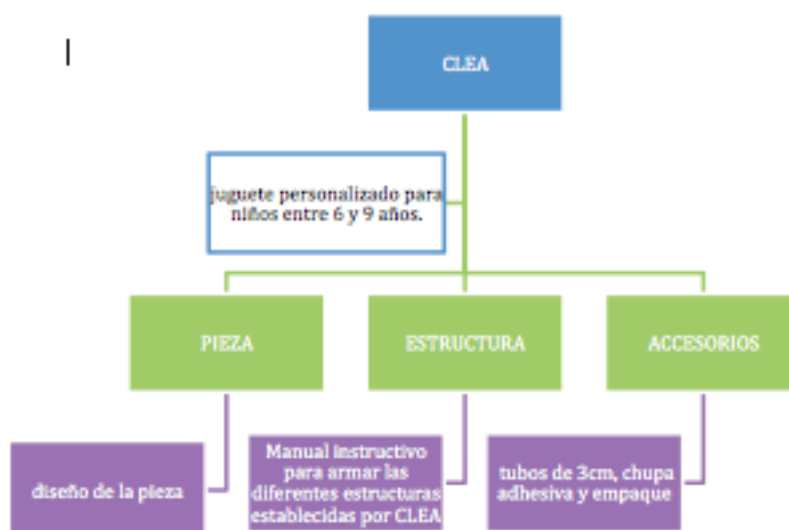 CLEA
juguete personalizado para
niños entre 6 y 9 años.
PIEZA
ESTRUCTURA
ACCESORIOS
diseño de la pieza
Manual instructivo
para armar las
diferentes estructuras
establecidas por CLEA
tubos de 3cm, chupa
adhesiva y empaque